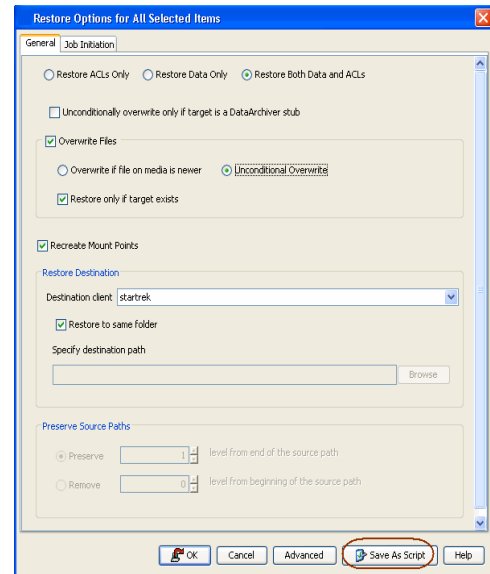 Restore Options for All Selected Items
General Job Initiation
Restore ACLs Only Restore Data Only Restore Both Data and ACLs
Unconditionally overwrite only if target is a DataArchiver stub
Overwrite Files
Overwrite if file on media is newer Unconditional Overwrite
Restore only if target exists
Recreate Mount Points
Restore Destination
Destination client startrek
Restore to same folder
Specify destination path
Browse
Preserve Source Paths
Preserve 1 level from end of the source path
Remove 0 level from beginning of the source path
OK Cancel Advanced Save As Script Help